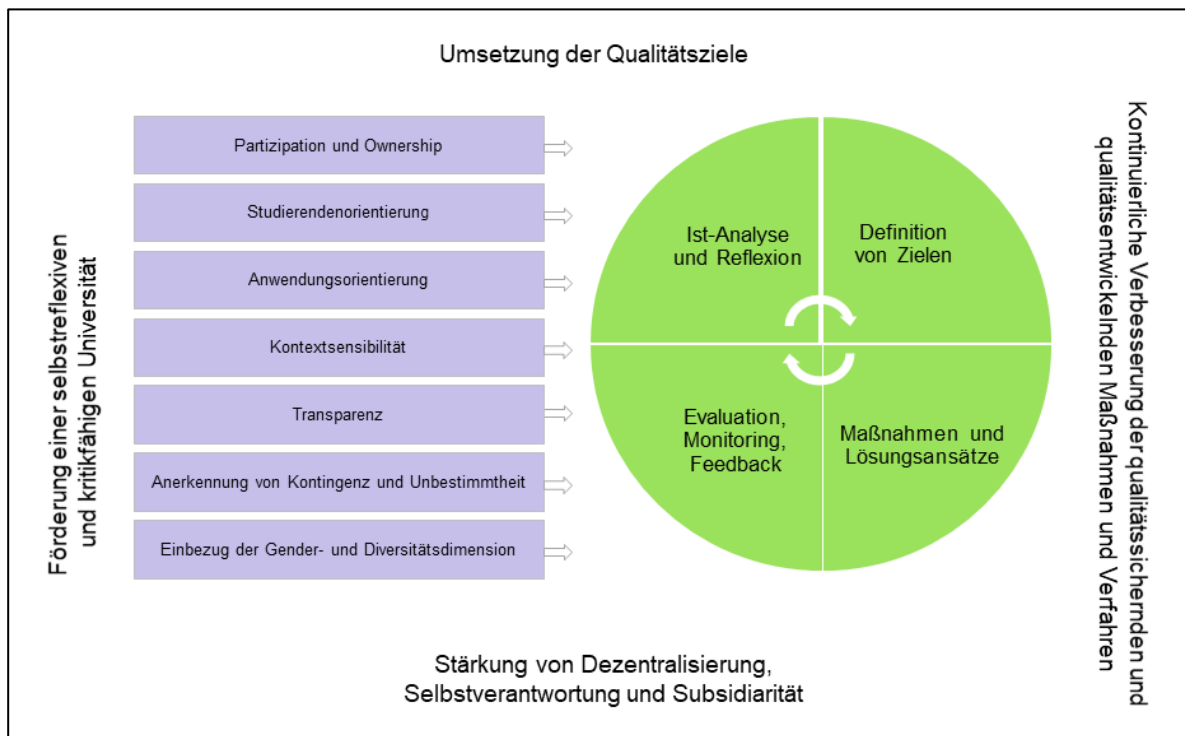 Umsetzung der Qualitätsziele
Förderung einer selbstreflexiven
und kritikfähigen Universität
Partizipation und Ownership
Studierendenorientierung
Anwendungsorientierung
Kontextsensibilität
Transparenz
Anerkennung von Kontingenz und Unbestimmtheit
Einbezug der Gender- und Diversitätsdimension
Ist-Analyse
und Reflexion
Definition
von Zielen
Evaluation,
Monitoring,
Feedback
Maßnahmen und
Lösungsansätze
Kontinuierliche Verbesserung der qualitätssichernden und
qualitätsentwickelnden Maßnahmen und Verfahren
Stärkung von Dezentralisierung,
Selbstverantwortung und Subsidiarität